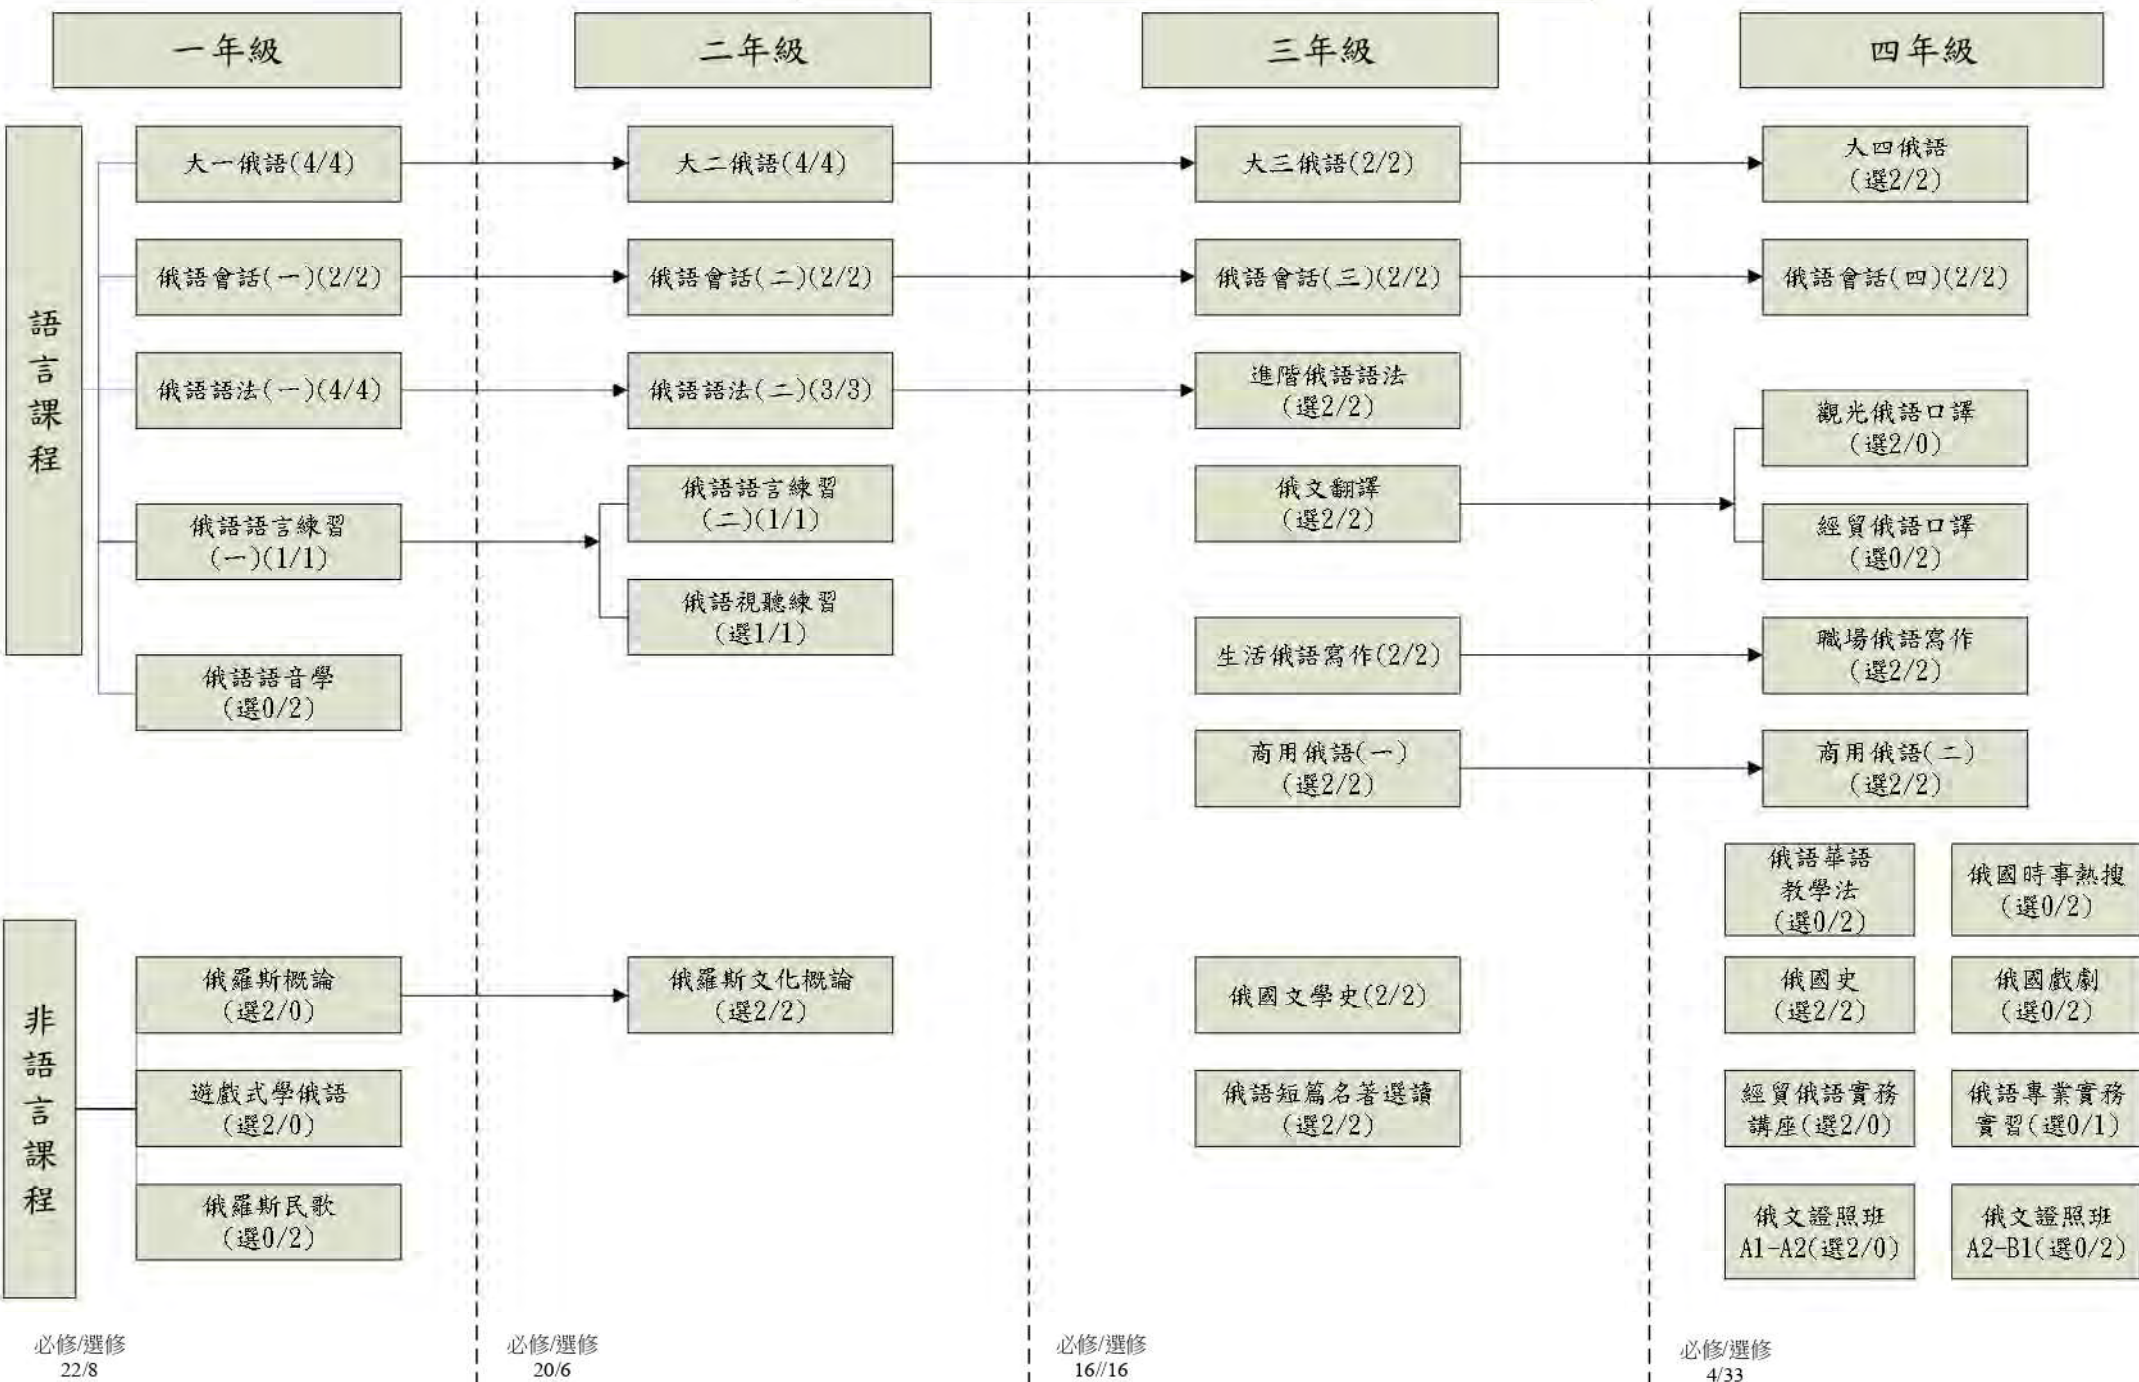 一年級
二年級
三年級
四年級
語言課程
大一俄語(4/4)
大二俄語(4/4)
大三俄語(2/2)
大四俄語
(選2/2)
俄語會話(一)(2/2)
俄語會話(二)(2/2)
俄語會話(三)(2/2)
俄語會話(四)(2/2)
俄語語法(一)(4/4)
俄語語法(二)(3/3)
進階俄語語法
(選2/2)
觀光俄語口譯
(選2/0)
俄語語言練習
(一)(1/1)
俄語語言練習
(二)(1/1)
俄文翻譯
(選2/2)
經貿俄語口譯
(選0/2)
俄語視聽練習
(選1/1)
生活俄語寫作(2/2)
職場俄語寫作
(選2/2)
俄語語音學
(選0/2)
商用俄語(一)
(選2/2)
商用俄語(二)
(選2/2)
俄語華語
教學法
(選0/2)
俄國時事熱搜
(選0/2)
非語言課程
俄羅斯概論
(選2/0)
俄羅斯文化概論
(選2/2)
俄國文學史(2/2)
俄國史
(選2/2)
俄國戲劇
(選0/2)
遊戲式學俄語
(選2/0)
俄語短篇名著選讀
(選2/2)
經貿俄語實務
講座(選2/0)
俄語專業實務
實習(選0/1)
俄羅斯民歌
(選0/2)
俄文證照班
A1-A2(選2/0)
俄文證照班
A2-B1(選0/2)
必修/選修
22/8
必修/選修
20/6
必修/選修
16//16
必修/選修
4/33